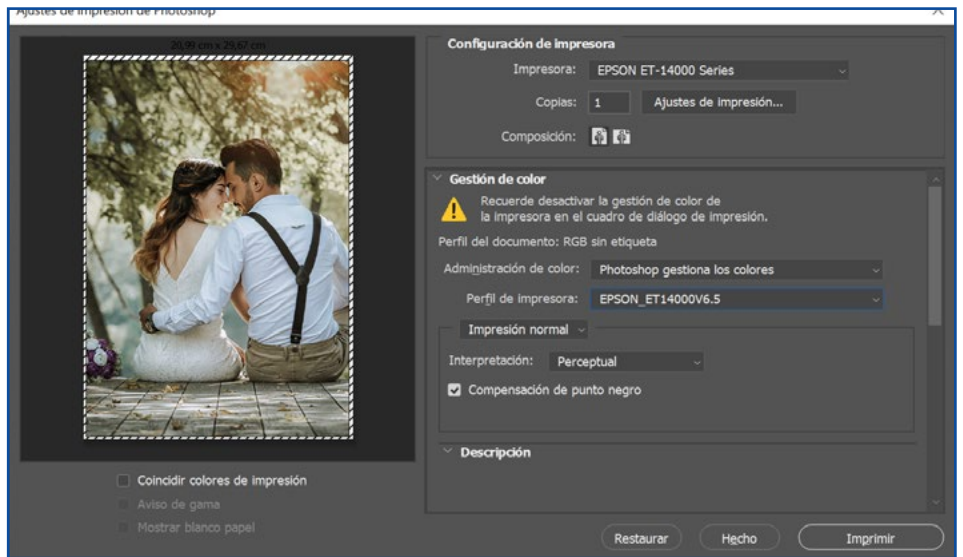 Ajustes de impresión de Photoshop
20,99 cm x 29,67 cm
Configuración de impresora
Impresora: EPSON ET-14000 Series
Copias: 1 Ajustes de impresión...
Composición:
Gestión de color
Recuerde desactivar la gestión de color de
la impresora en el cuadro de diálogo de impresión.
Perfil del documento: RGB sin etiqueta
Administración de color: Photoshop gestiona los colores
Perfil de impresora: EPSON_ET14000V6.5
Impresión normal
Interpretación: Perceptual
Compensación de punto negro
Descripción
Coincidir colores de impresión
Aviso de gama
Mostrar blanco papel
Restaurar Hecho Imprimir